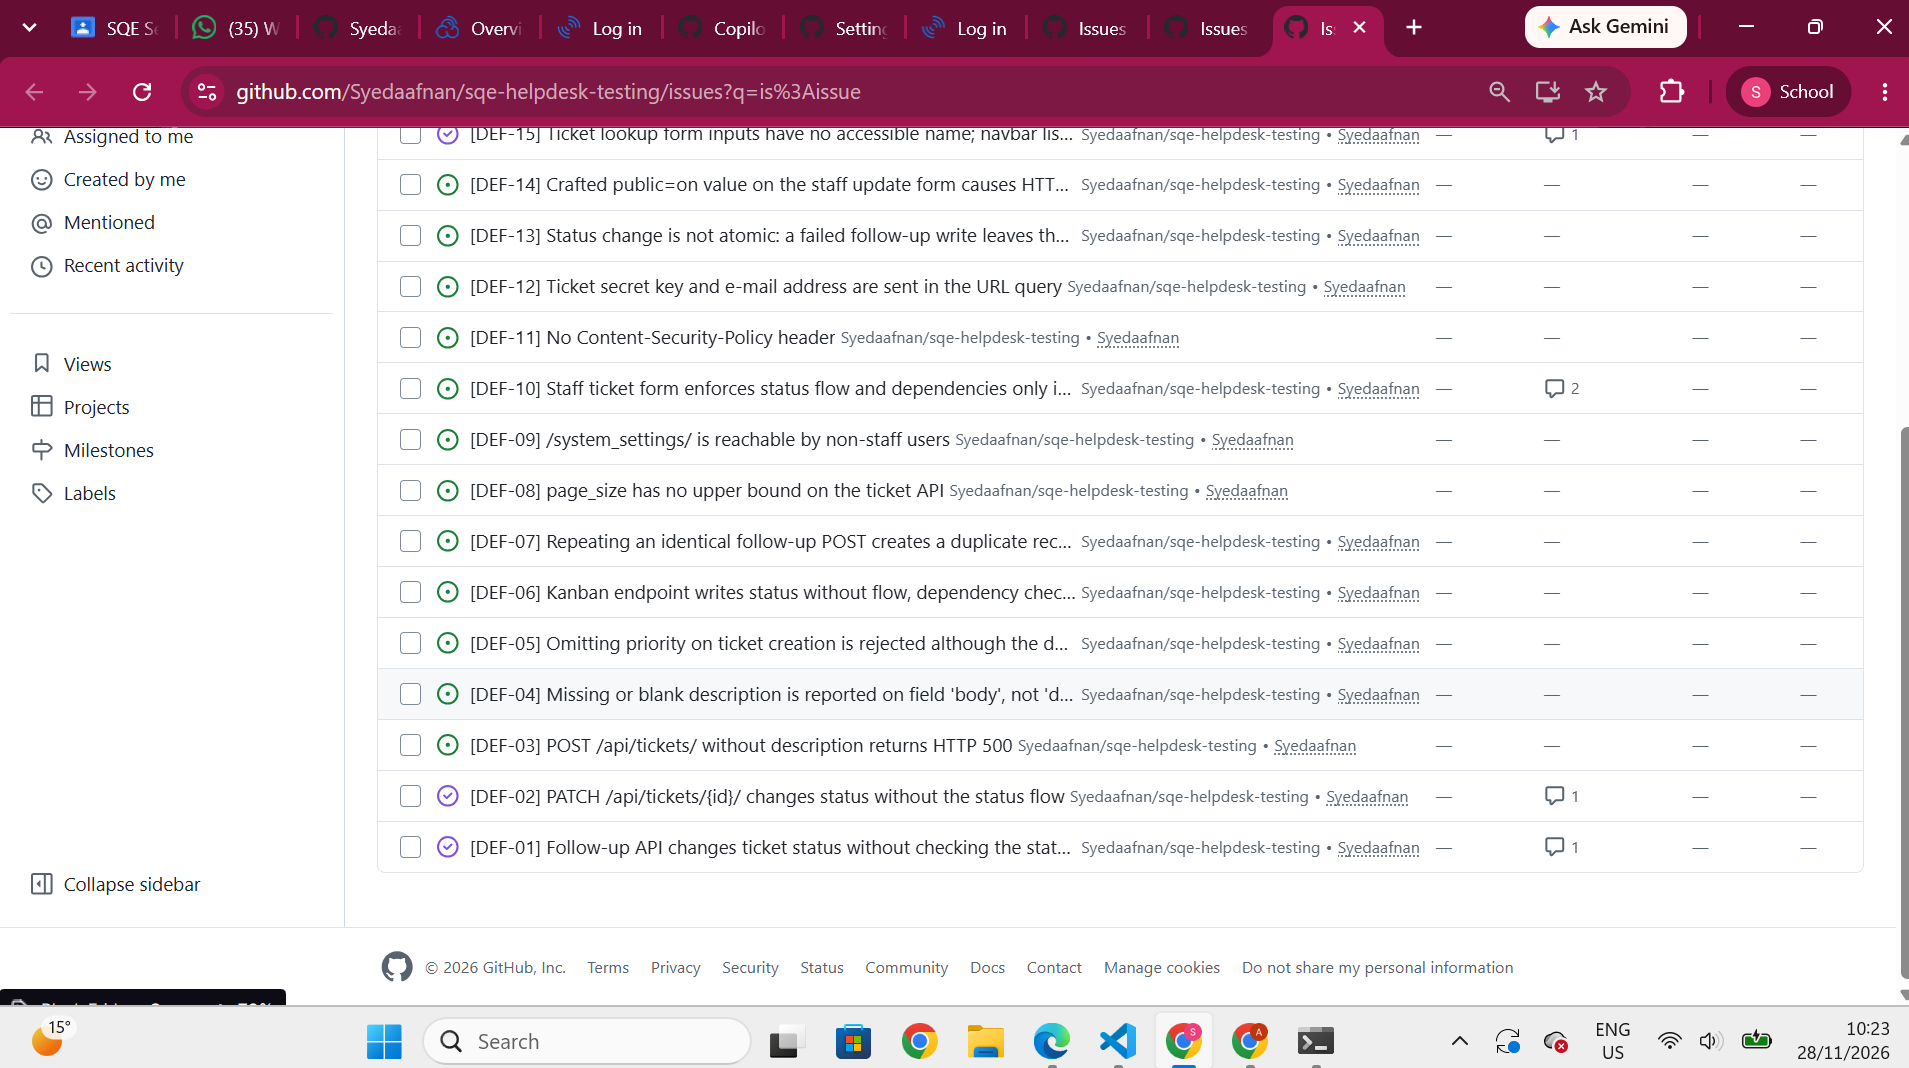 SQE Se
(35) W
Syeda
Overvi
Log in
Copilo
Setting
Log in
Issues
Issues
Is
Ask Gemini
github.com/Syedaafnan/sqe-helpdesk-testing/issues?q=is%3Aissue
S School
Assigned to me
Created by me
Mentioned
Recent activity
Views
Projects
Milestones
Labels
Collapse sidebar
[DEF-15] Ticket lookup form inputs have no accessible name; navbar lis... Syedaafnan/sqe-helpdesk-testing • Syedaafnan — 1 — —
[DEF-14] Crafted public=on value on the staff update form causes HTT... Syedaafnan/sqe-helpdesk-testing • Syedaafnan — — — —
[DEF-13] Status change is not atomic: a failed follow-up write leaves th... Syedaafnan/sqe-helpdesk-testing • Syedaafnan — — — —
[DEF-12] Ticket secret key and e-mail address are sent in the URL query Syedaafnan/sqe-helpdesk-testing • Syedaafnan — — — —
[DEF-11] No Content-Security-Policy header Syedaafnan/sqe-helpdesk-testing • Syedaafnan — — — —
[DEF-10] Staff ticket form enforces status flow and dependencies only i... Syedaafnan/sqe-helpdesk-testing • Syedaafnan — 2 — —
[DEF-09] /system_settings/ is reachable by non-staff users Syedaafnan/sqe-helpdesk-testing • Syedaafnan — — — —
[DEF-08] page_size has no upper bound on the ticket API Syedaafnan/sqe-helpdesk-testing • Syedaafnan — — — —
[DEF-07] Repeating an identical follow-up POST creates a duplicate rec... Syedaafnan/sqe-helpdesk-testing • Syedaafnan — — — —
[DEF-06] Kanban endpoint writes status without flow, dependency chec... Syedaafnan/sqe-helpdesk-testing • Syedaafnan — — — —
[DEF-05] Omitting priority on ticket creation is rejected although the d... Syedaafnan/sqe-helpdesk-testing • Syedaafnan — — — —
[DEF-04] Missing or blank description is reported on field 'body', not 'd... Syedaafnan/sqe-helpdesk-testing • Syedaafnan — — — —
[DEF-03] POST /api/tickets/ without description returns HTTP 500 Syedaafnan/sqe-helpdesk-testing • Syedaafnan — — — —
[DEF-02] PATCH /api/tickets/{id}/ changes status without the status flow Syedaafnan/sqe-helpdesk-testing • Syedaafnan — 1 — —
[DEF-01] Follow-up API changes ticket status without checking the stat... Syedaafnan/sqe-helpdesk-testing • Syedaafnan — 1 — —
© 2026 GitHub, Inc. Terms Privacy Security Status Community Docs Contact Manage cookies Do not share my personal information
15°
Search
S
A
ENG
US
10:23
28/11/2026